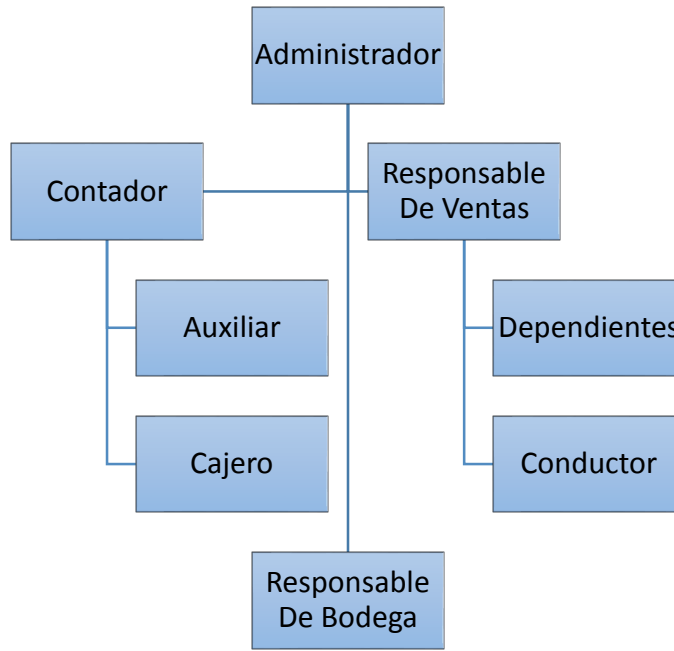 Administrador
Contador
Responsable
De Ventas
Auxiliar
Dependientes
Cajero
Conductor
Responsable
De Bodega